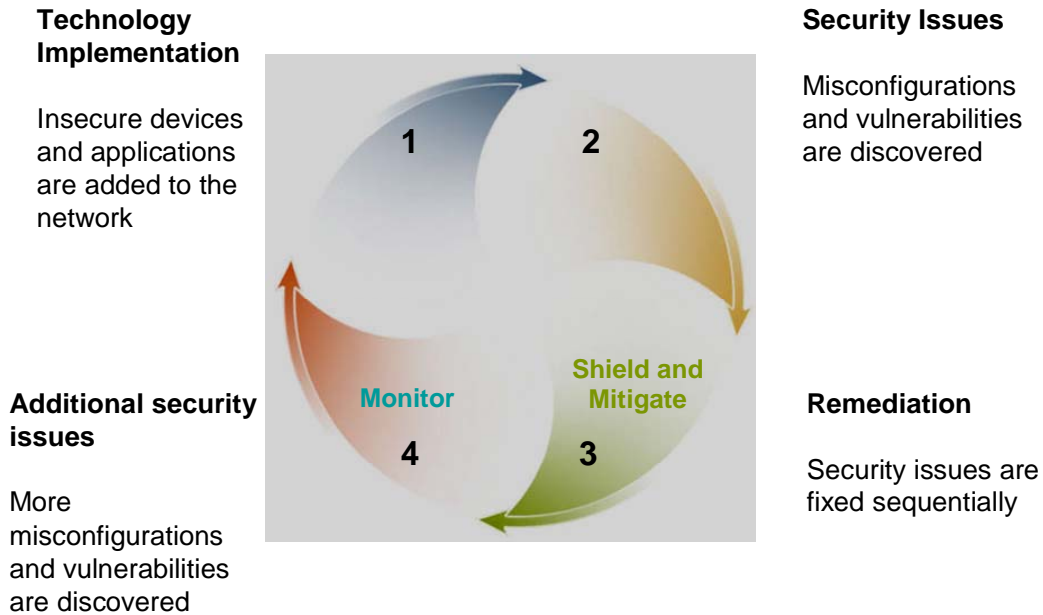 Technology
Implementation
Insecure devices
and applications
are added to the
network
1
2
Security Issues
Misconfigurations
and vulnerabilities
are discovered
Shield and
Mitigate
3
Remediation
Security issues are
fixed sequentially
Monitor
4
Additional security
issues
More
misconfigurations
and vulnerabilities
are discovered